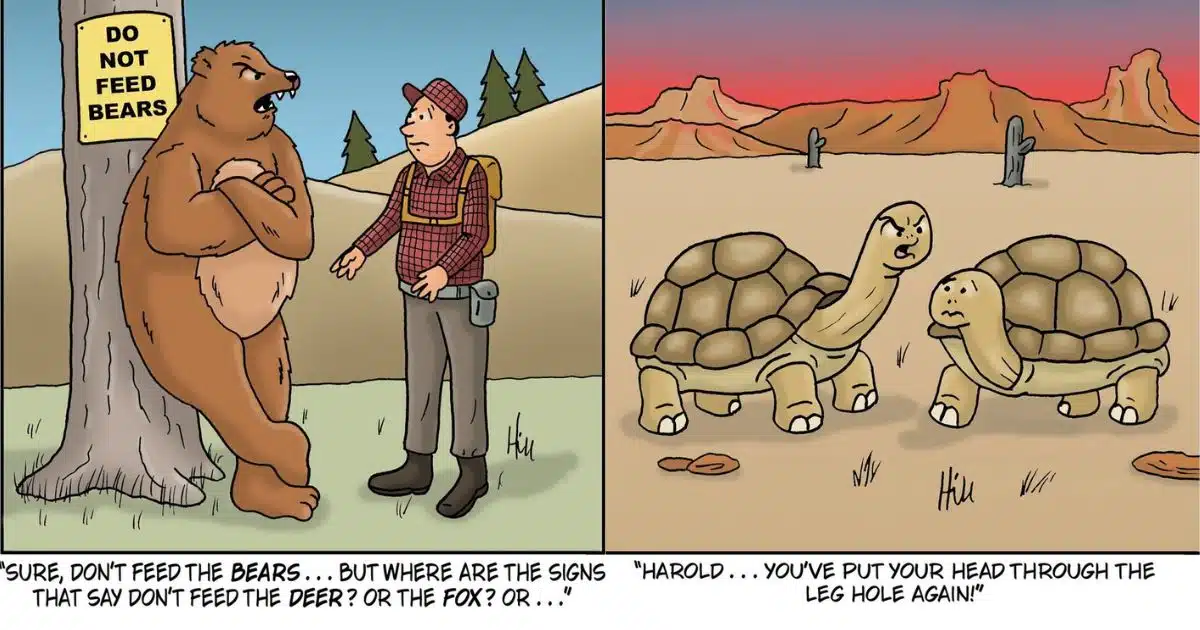 DO
NOT
FEED
BEARS
Hill
"SURE, DON'T FEED THE BEARS... BUT WHERE ARE THE SIGNS
THAT SAY DON'T FEED THE DEER? OR THE FOX? OR..."
Hill
"HAROLD... YOU'VE PUT YOUR HEAD THROUGH THE
LEG HOLE AGAIN!"